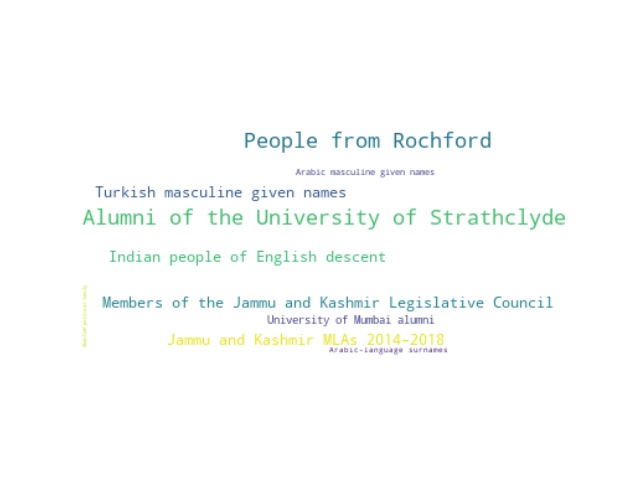 People from Rochford
Arabic masculine given names
Turkish masculine given names
Alumni of the University of Strathclyde
Indian people of English descent
Members of the Jammu and Kashmir Legislative Council
University of Mumbai alumni
Jammu and Kashmir MLAs 2014–2018
Arabic-language surnames